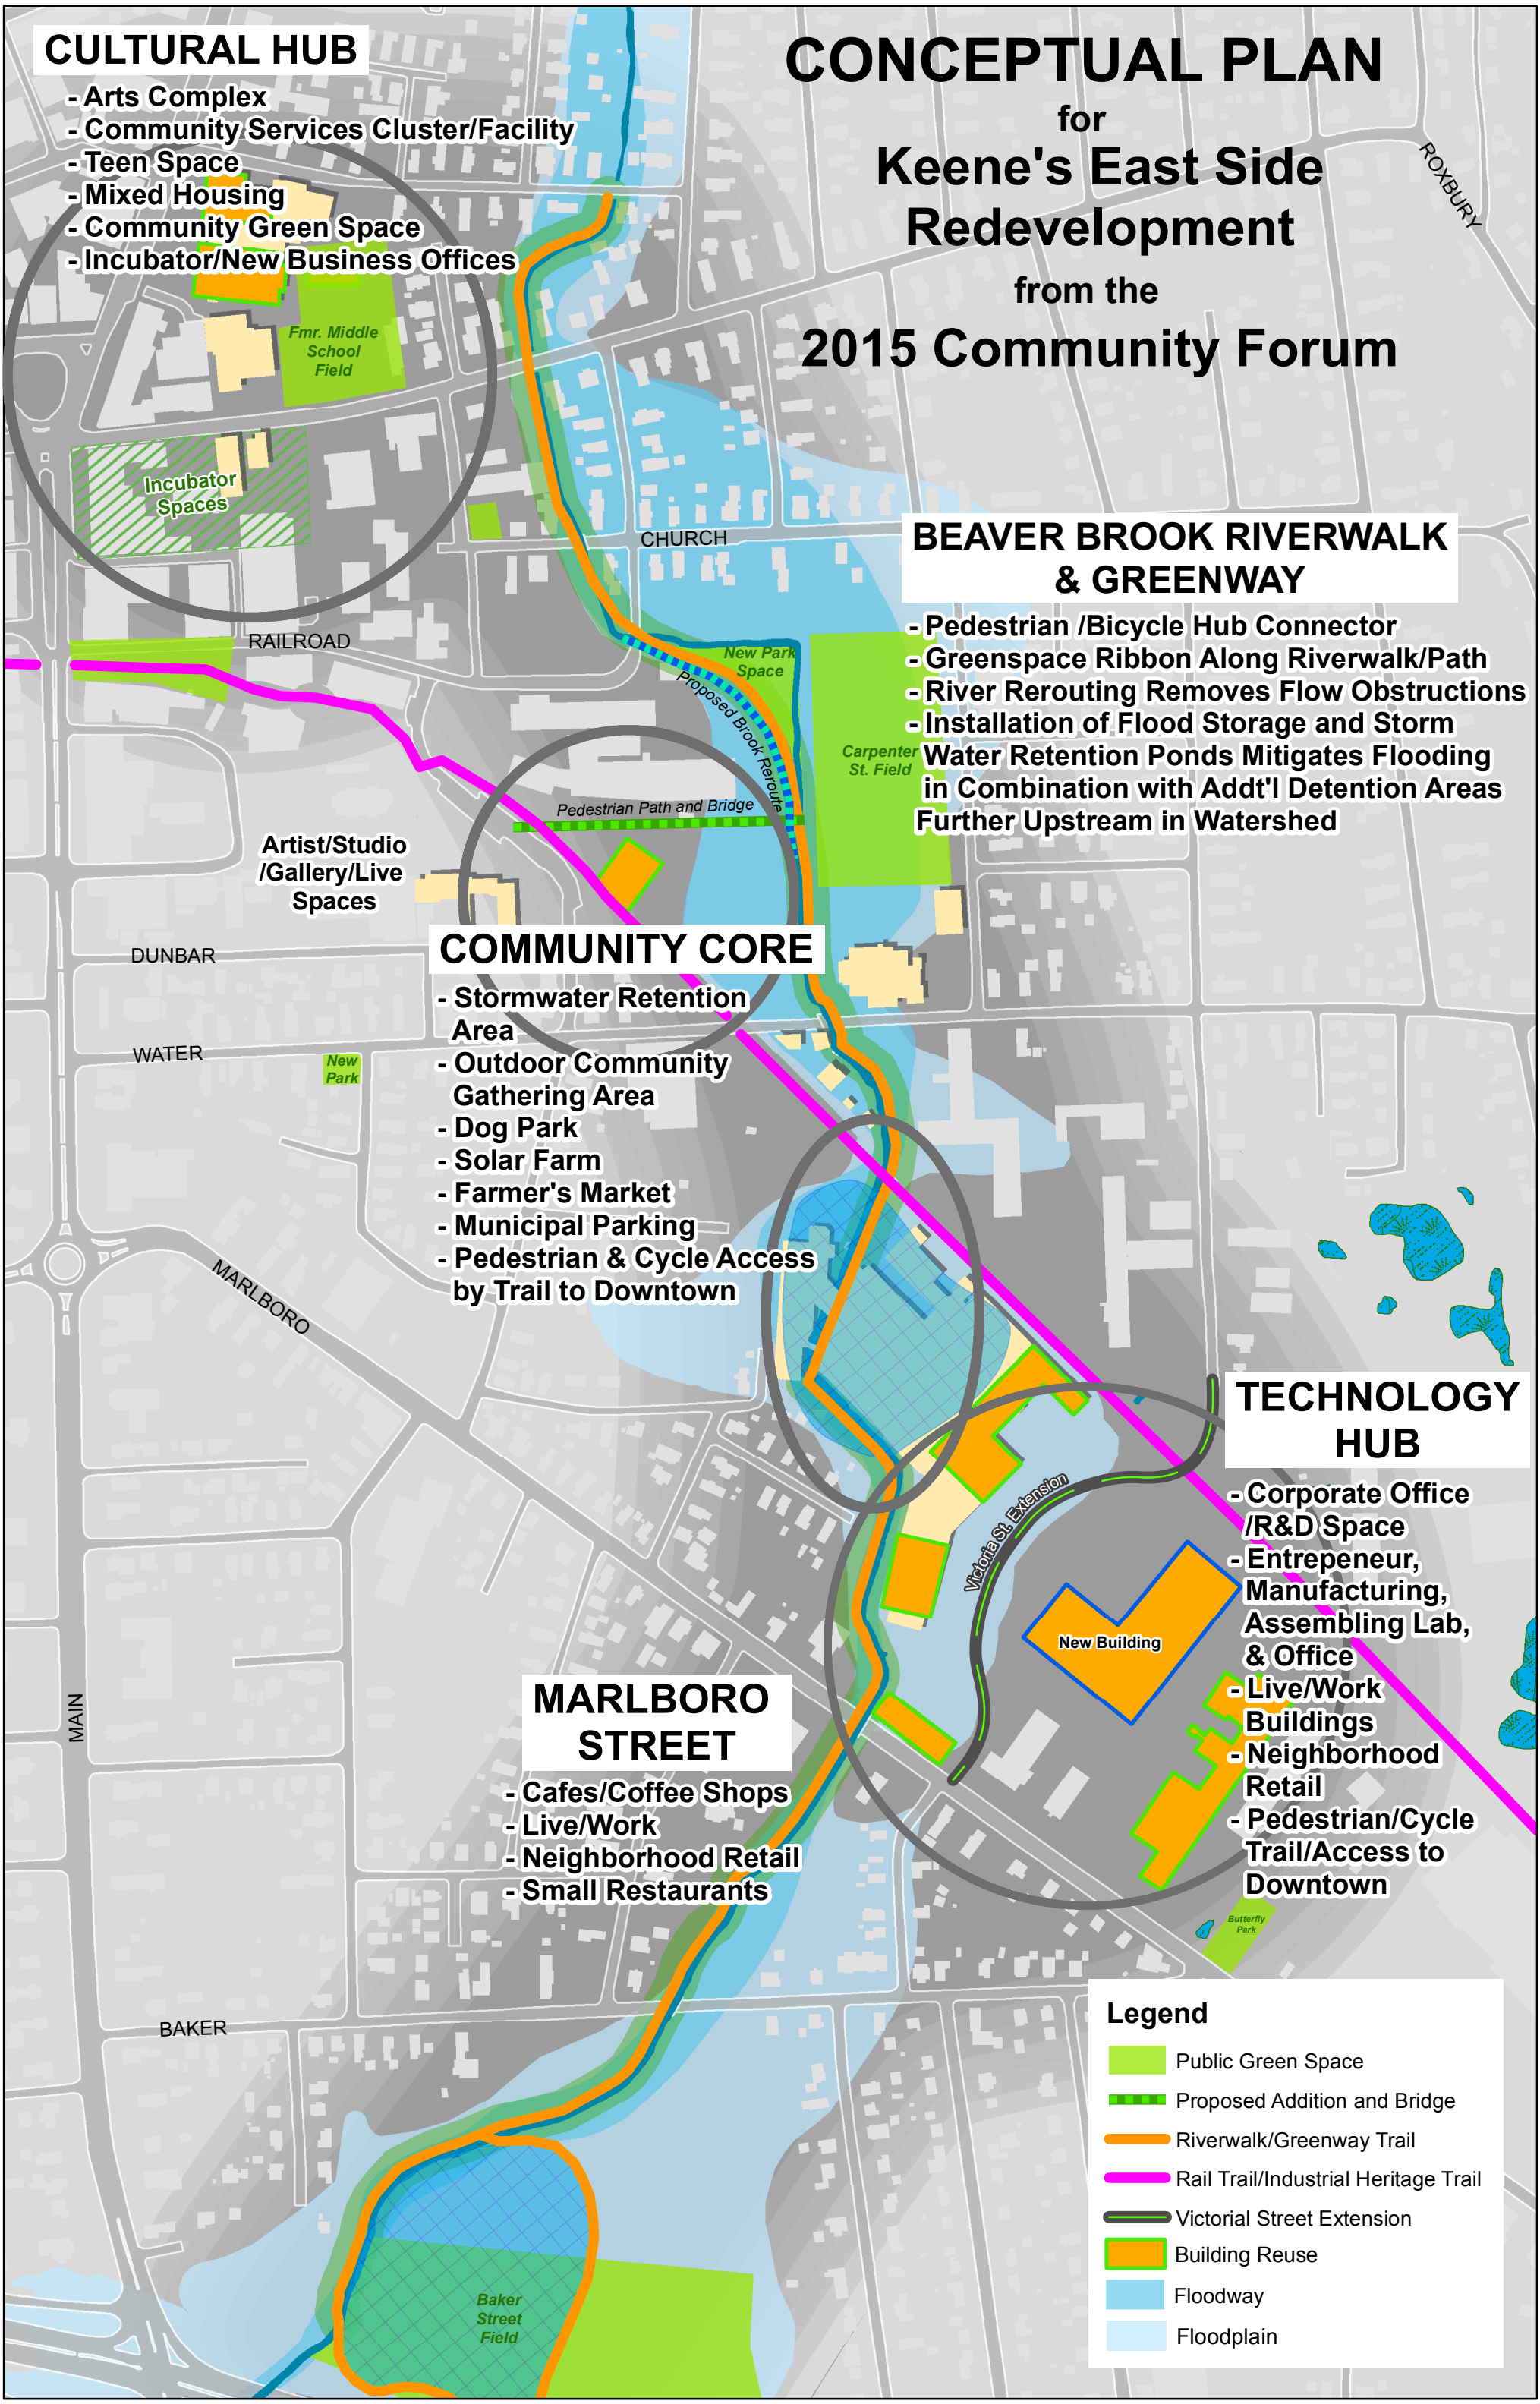 CULTURAL HUB
- Arts Complex
- Community Services Cluster/Facility
- Teen Space
- Mixed Housing
- Community Green Space
- Incubator/New Business Offices
CONCEPTUAL PLAN
for
Keene's East Side
Redevelopment
from the
2015 Community Forum
ROXBURY
Fmr. Middle
School
Field
Incubator
Spaces
CHURCH
BEAVER BROOK RIVERWALK
& GREENWAY
- Pedestrian /Bicycle Hub Connector
- Greenspace Ribbon Along Riverwalk/Path
- River Rerouting Removes Flow Obstructions
- Installation of Flood Storage and Storm
Water Retention Ponds Mitigates Flooding
in Combination with Addt'l Detention Areas
Further Upstream in Watershed
RAILROAD
New Park
Space
Proposed Brook Reroute
Carpenter
St. Field
Pedestrian Path and Bridge
Artist/Studio
/Gallery/Live
Spaces
DUNBAR
COMMUNITY CORE
- Stormwater Retention
Area
- Outdoor Community
Gathering Area
- Dog Park
- Solar Farm
- Farmer's Market
- Municipal Parking
- Pedestrian & Cycle Access
by Trail to Downtown
WATER
New
Park
MARLBORO
TECHNOLOGY
HUB
- Corporate Office
/R&D Space
- Entrepeneur,
Manufacturing,
Assembling Lab,
& Office
- Live/Work
Buildings
- Neighborhood
Retail
- Pedestrian/Cycle
Trail/Access to
Downtown
Victoria St. Extension
New Building
MAIN
MARLBORO
STREET
- Cafes/Coffee Shops
- Live/Work
- Neighborhood Retail
- Small Restaurants
Butterfly
Park
BAKER
Baker
Street
Field
Legend
Public Green Space
Proposed Addition and Bridge
Riverwalk/Greenway Trail
Rail Trail/Industrial Heritage Trail
Victorial Street Extension
Building Reuse
Floodway
Floodplain